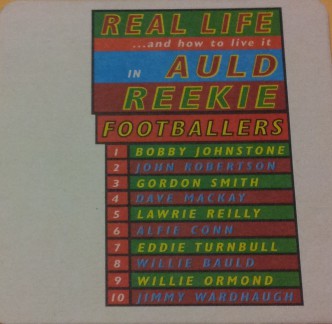 REAL LIFE
...and how to live it
IN AULD
REEKIE
FOOTBALLERS
1 BOBBY JOHNSTONE
2 JOHN ROBERTSON
3 GORDON SMITH
4 DAVE MACKAY
5 LAWRIE REILLY
6 ALFIE CONN
7 EDDIE TURNBULL
8 WILLIE BAULD
9 WILLIE ORMOND
10 JIMMY WARDHAUGH